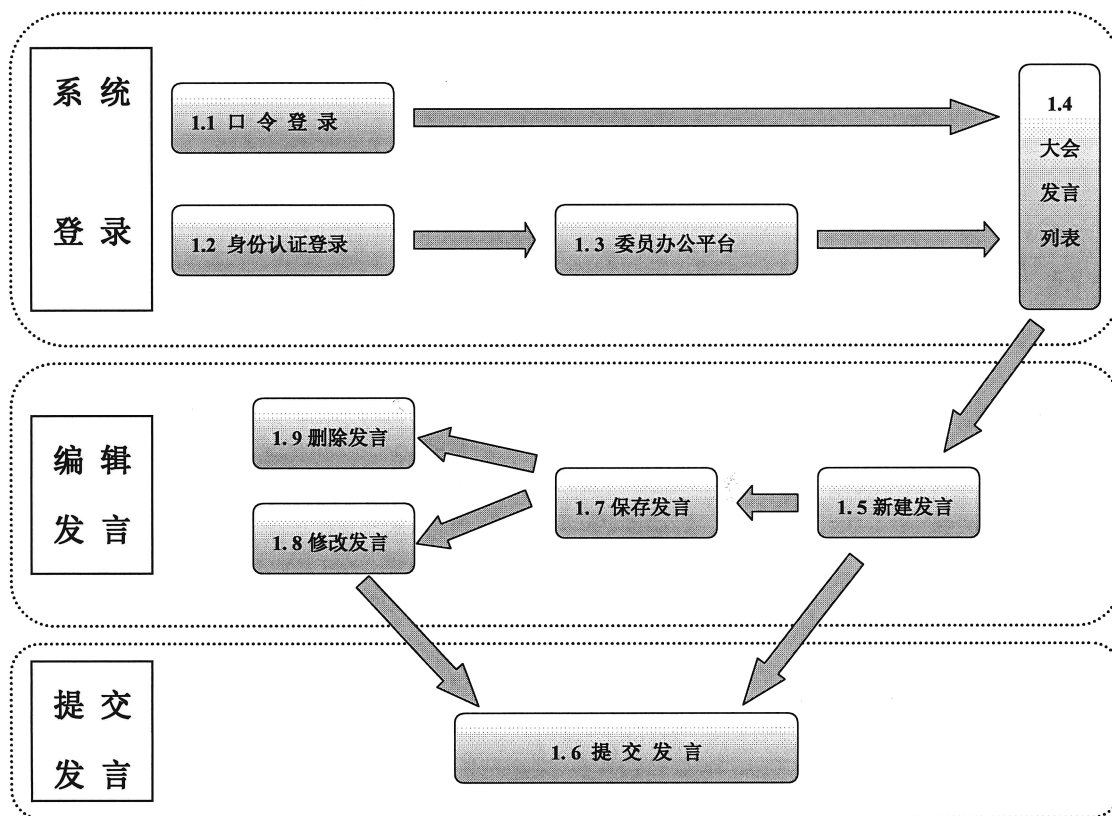 系 统
登 录
1.1 口 令 登 录
1.2 身份认证登录
1. 3 委员办公平台
1.4
大会
发言
列表
编 辑
发 言
1. 9 删除发言
1. 8 修改发言
1. 7 保存发言
1. 5 新建发言
提 交
发 言
1. 6 提 交 发 言